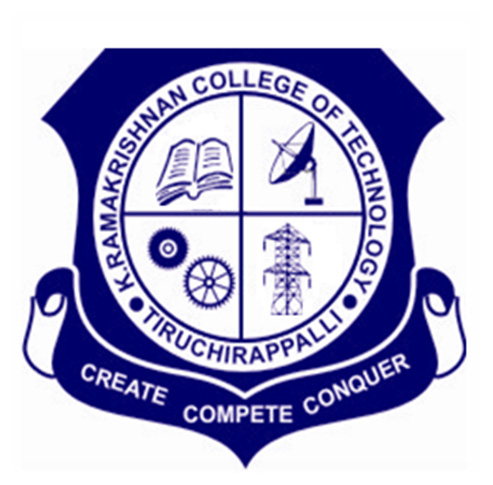 K.RAMAKRISHNAN COLLEGE OF TECHNOLOGY
TIRUCHIRAPPALLI
CREATE COMPETE CONQUER